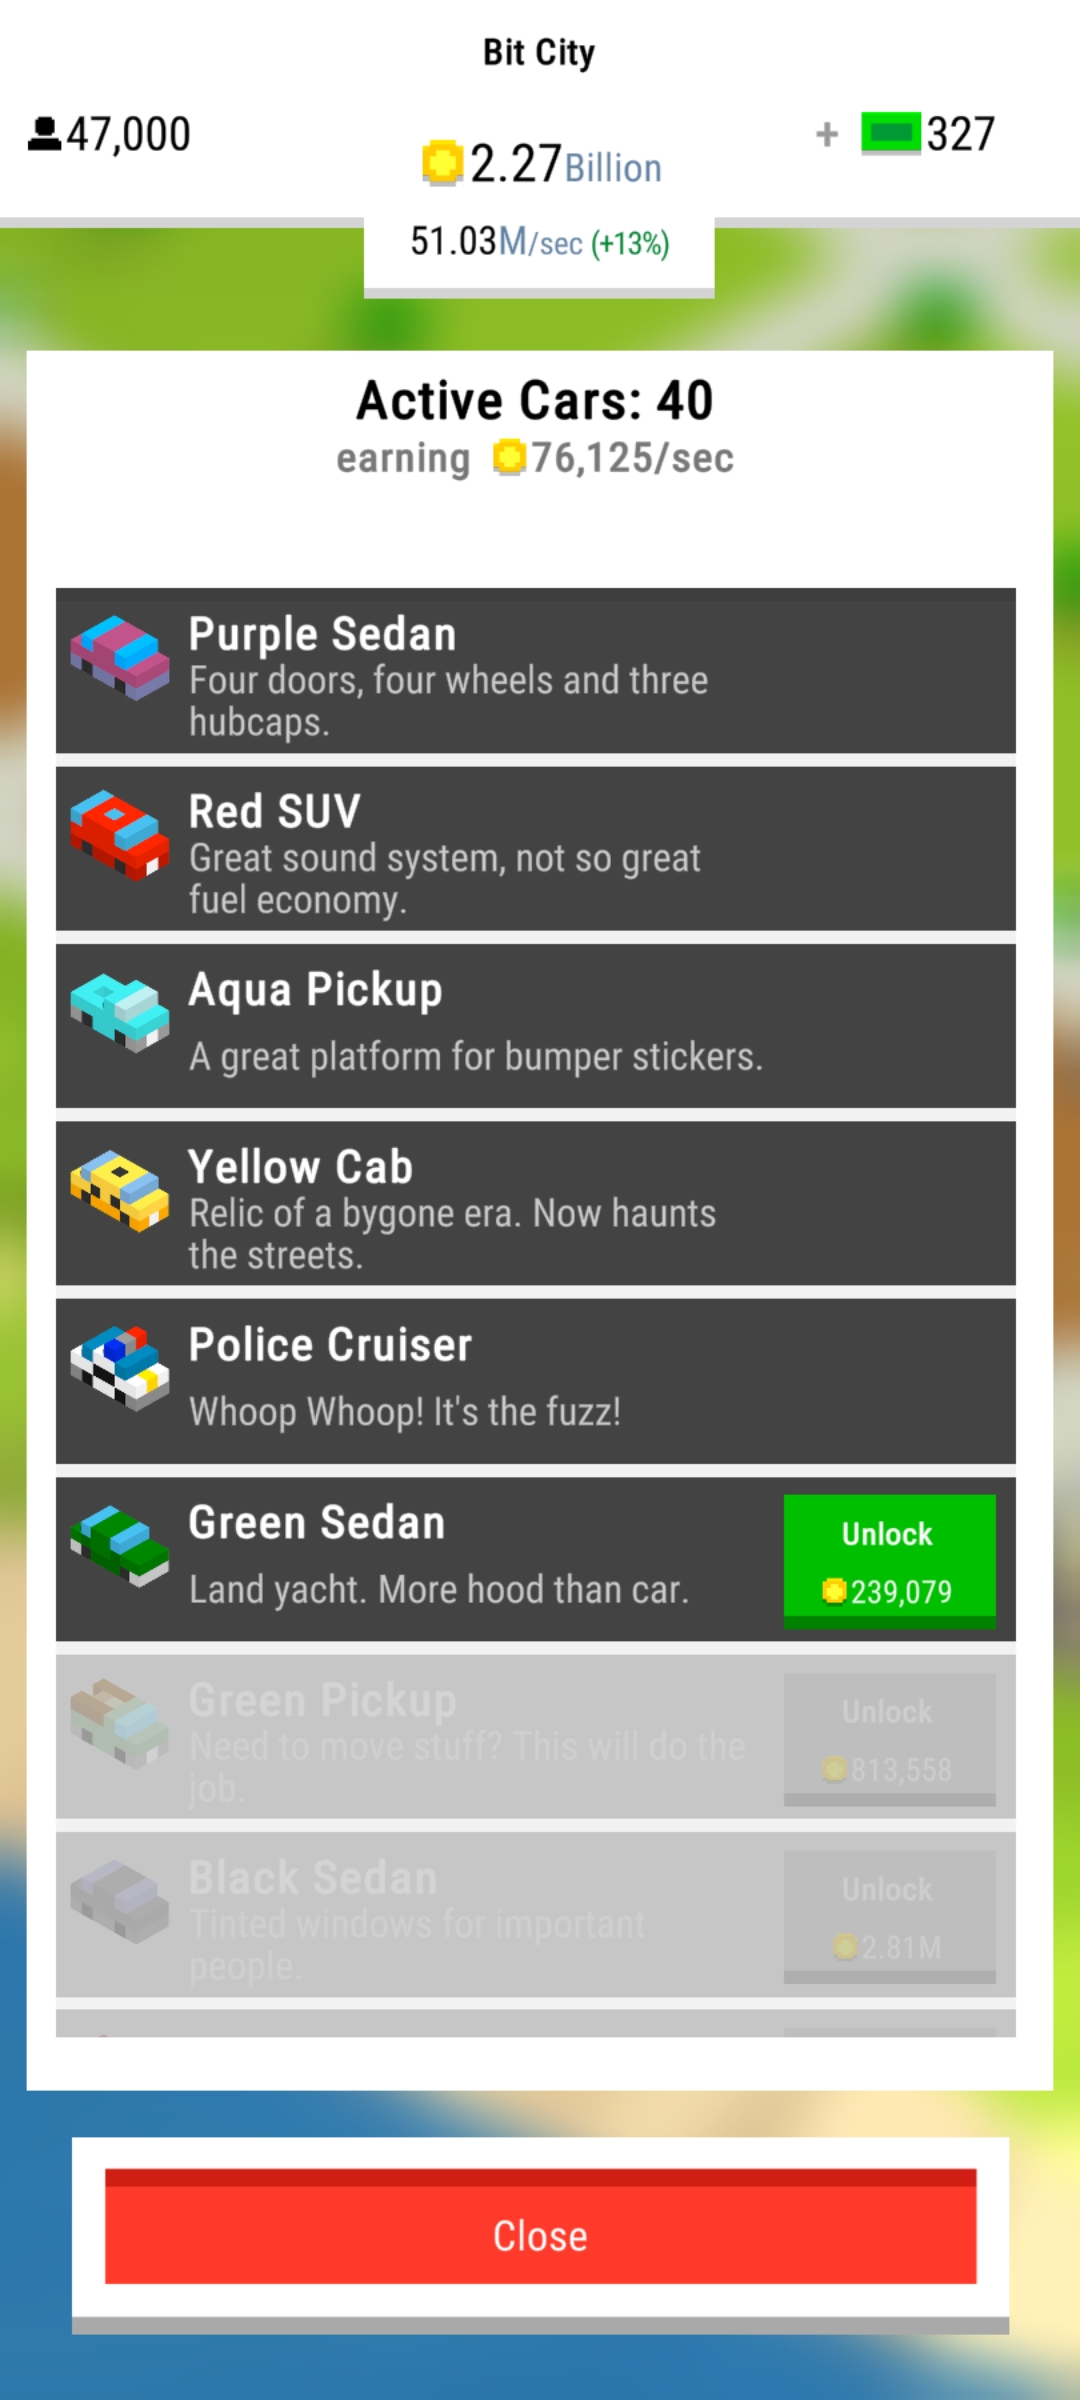 Bit City
47,000
2.27 Billion
+ 327
51.03M/sec (+13%)
Active Cars: 40
earning 76,125/sec
Purple Sedan
Four doors, four wheels and three
hubcaps.
Red SUV
Great sound system, not so great
fuel economy.
Aqua Pickup
A great platform for bumper stickers.
Yellow Cab
Relic of a bygone era. Now haunts
the streets.
Police Cruiser
Whoop Whoop! It's the fuzz!
Green Sedan
Land yacht. More hood than car.
Unlock
239,079
Green Pickup
Need to move stuff? This will do the
job.
Unlock
813,558
Black Sedan
Tinted windows for important
people.
Unlock
2.81M
Close